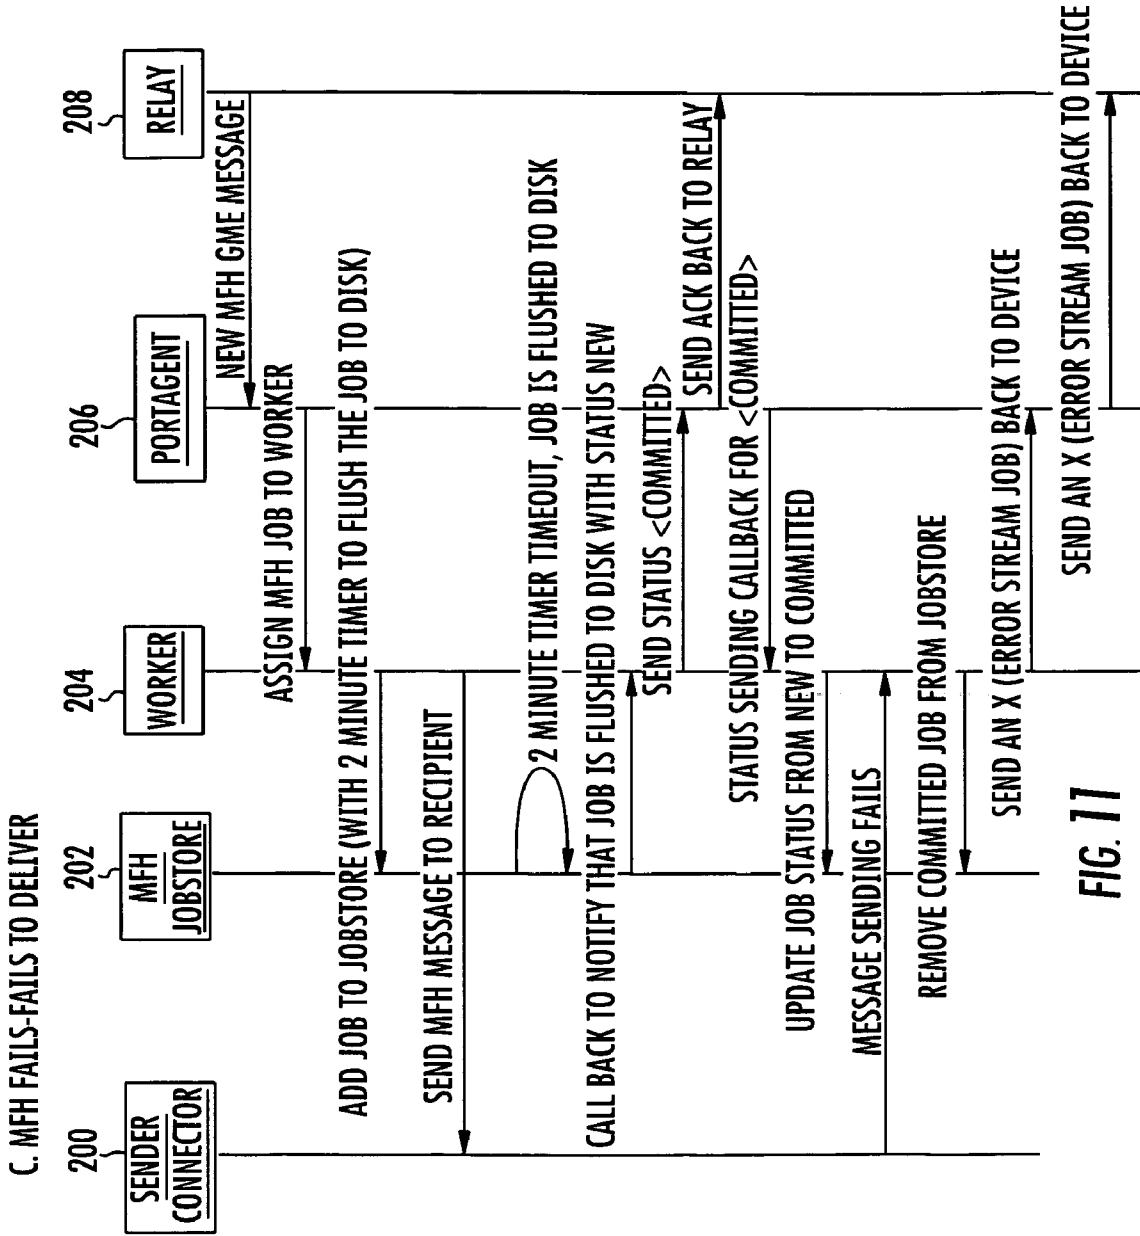 C. MFH FAILS-FAILS TO DELIVER
200
202
204
206
208
SENDER
CONNECTOR
MFH
JOBSTORE
WORKER
PORTAGENT
RELAY
NEW MFH GME MESSAGE
ASSIGN MFH JOB TO WORKER
ADD JOB TO JOBSTORE (WITH 2 MINUTE TIMER TO FLUSH THE JOB TO DISK)
SEND MFH MESSAGE TO RECIPIENT
2 MINUTE TIMER TIMEOUT, JOB IS FLUSHED TO DISK
CALL BACK TO NOTIFY THAT JOB IS FLUSHED TO DISK WITH STATUS NEW
SEND STATUS <COMMITTED>
SEND ACK BACK TO RELAY
STATUS SENDING CALLBACK FOR <COMMITTED>
UPDATE JOB STATUS FROM NEW TO COMMITTED
MESSAGE SENDING FAILS
REMOVE COMMITTED JOB FROM JOBSTORE
SEND AN X (ERROR STREAM JOB) BACK TO DEVICE
SEND AN X (ERROR STREAM JOB) BACK TO DEVICE
FIG. 11